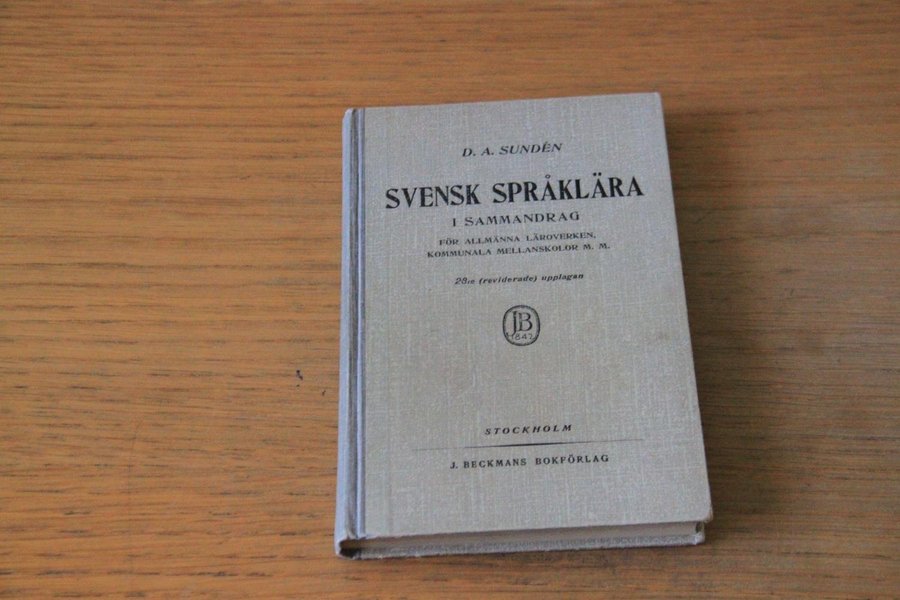 D. A. SUNDÉN
SVENSK SPRÅKLÄRA
I SAMMANDRAG
FÖR ALLMÄNNA LÄROVERKEN,
KOMMUNALA MELLANSKOLOR M. M.
28:e (reviderade) upplagan
JB
1847
STOCKHOLM
J. BECKMANS BOKFÖRLAG